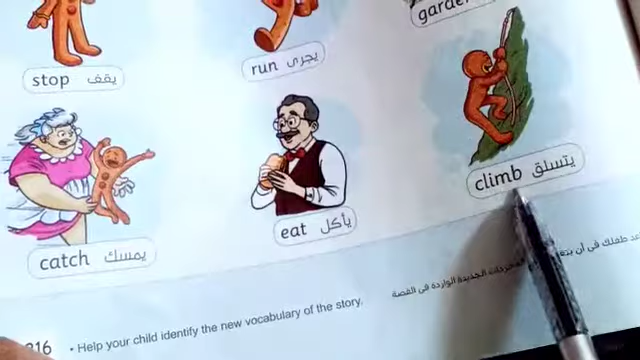 garden
stop يقف
run يجرى
climb يتسلق
catch يمسك
eat يأكل
216 • Help your child identify the new vocabulary of the story.
الجديدة الواردة فى القصة